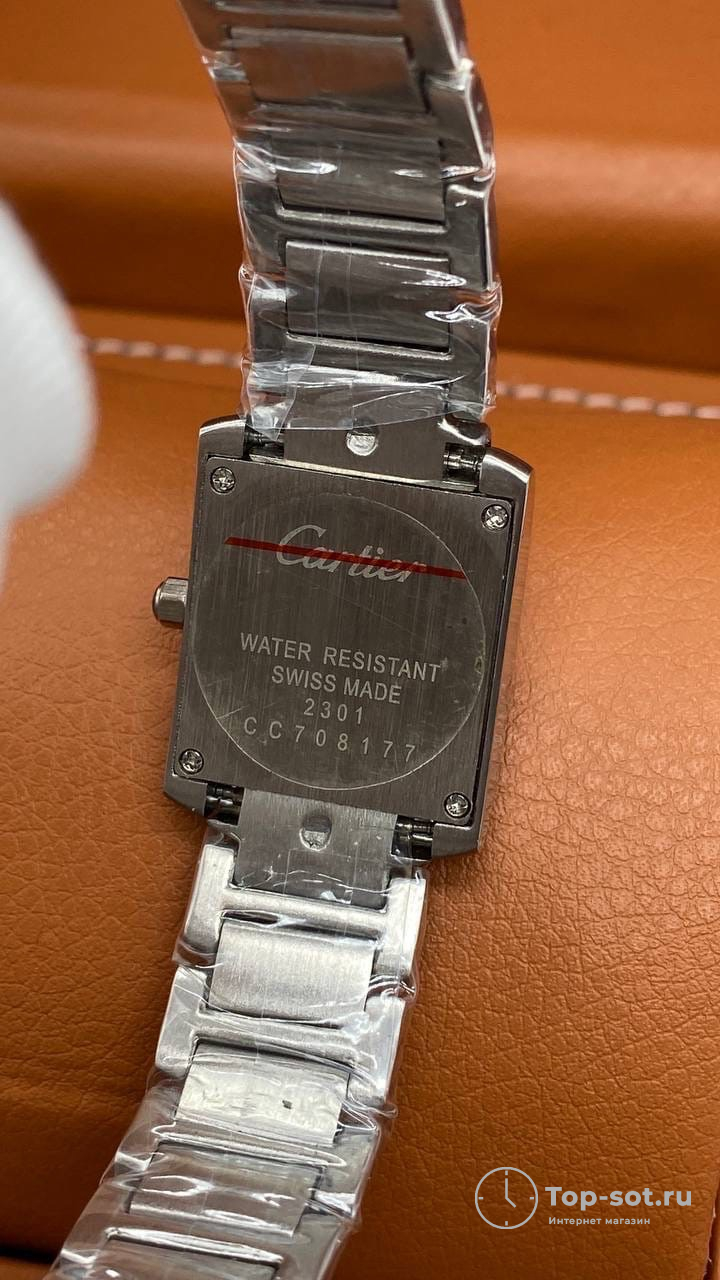 Cartier
WATER RESISTANT
SWISS MADE
2301
CC708177
Top-sot.ru
Интернет магазин